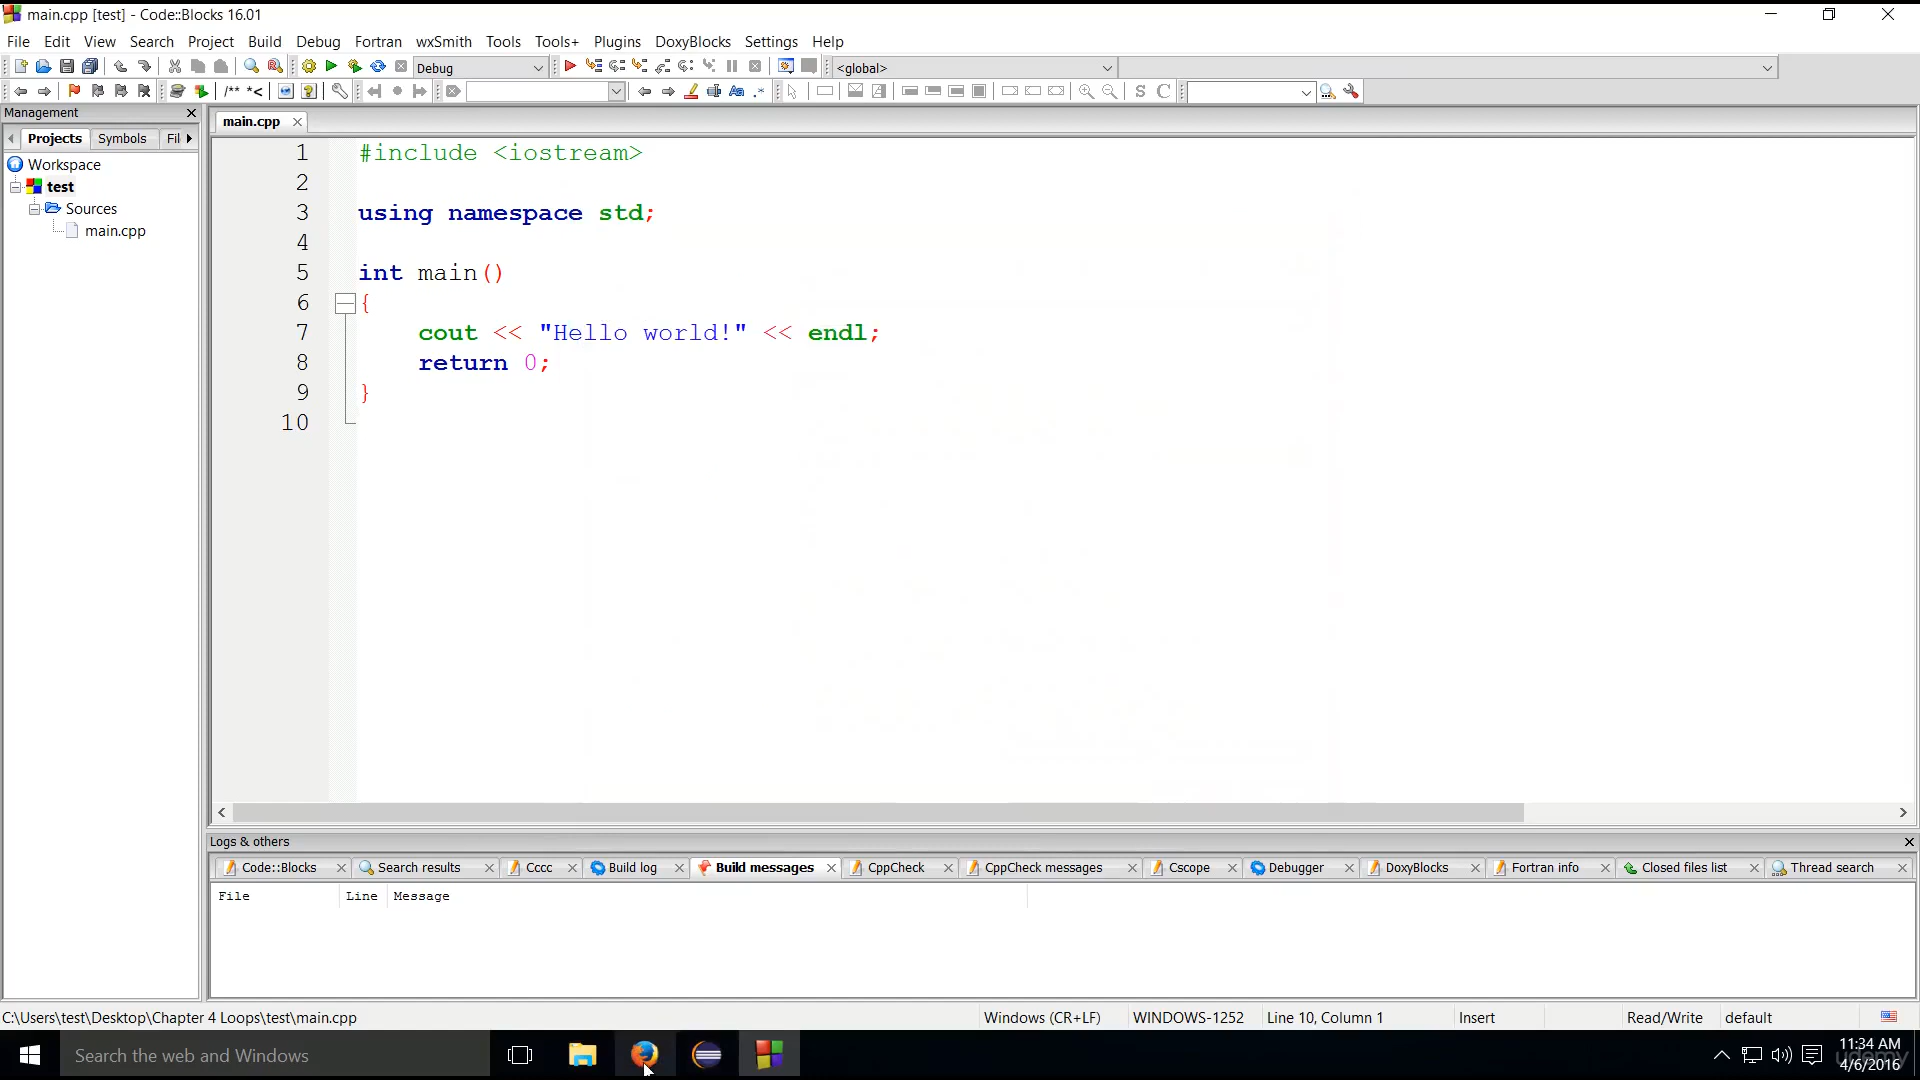 main.cpp [test] - Code::Blocks 16.01
File Edit View Search Project Build Debug Fortran wxSmith Tools Tools+ Plugins DoxyBlocks Settings Help
Debug <global>
/** *<
Aa .* S C
Management
main.cpp
Projects Symbols Fil
Workspace
test
Sources
main.cpp
1 #include <iostream>
2
3 using namespace std;
4
5 int main()
6 {
7 cout << "Hello world!" << endl;
8 return 0;
9 }
10
Logs & others
Code::Blocks Search results Cccc Build log Build messages CppCheck CppCheck messages Cscope Debugger DoxyBlocks Fortran info Closed files list Thread search
File Line Message
C:\Users\test\Desktop\Chapter 4 Loops\test\main.cpp Windows (CR+LF) WINDOWS-1252 Line 10, Column 1 Insert Read/Write default
Search the web and Windows
11:34 AM
4/6/2016
udemy